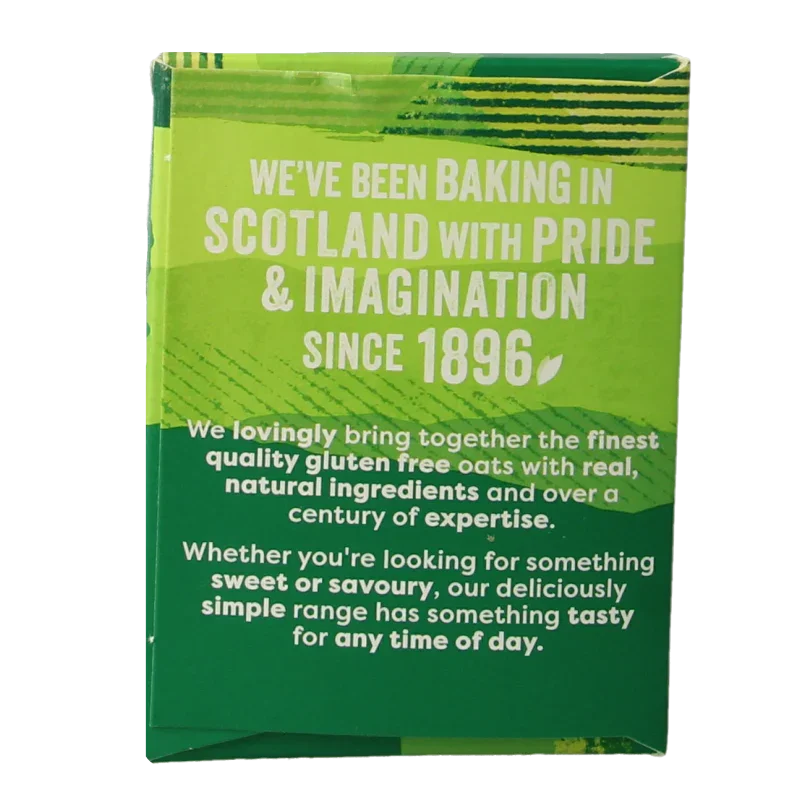 WE'VE BEEN BAKING IN
SCOTLAND WITH PRIDE
& IMAGINATION
SINCE 1896
We lovingly bring together the finest
quality gluten free oats with real,
natural ingredients and over a
century of expertise.
Whether you're looking for something
sweet or savoury, our deliciously
simple range has something tasty
for any time of day.